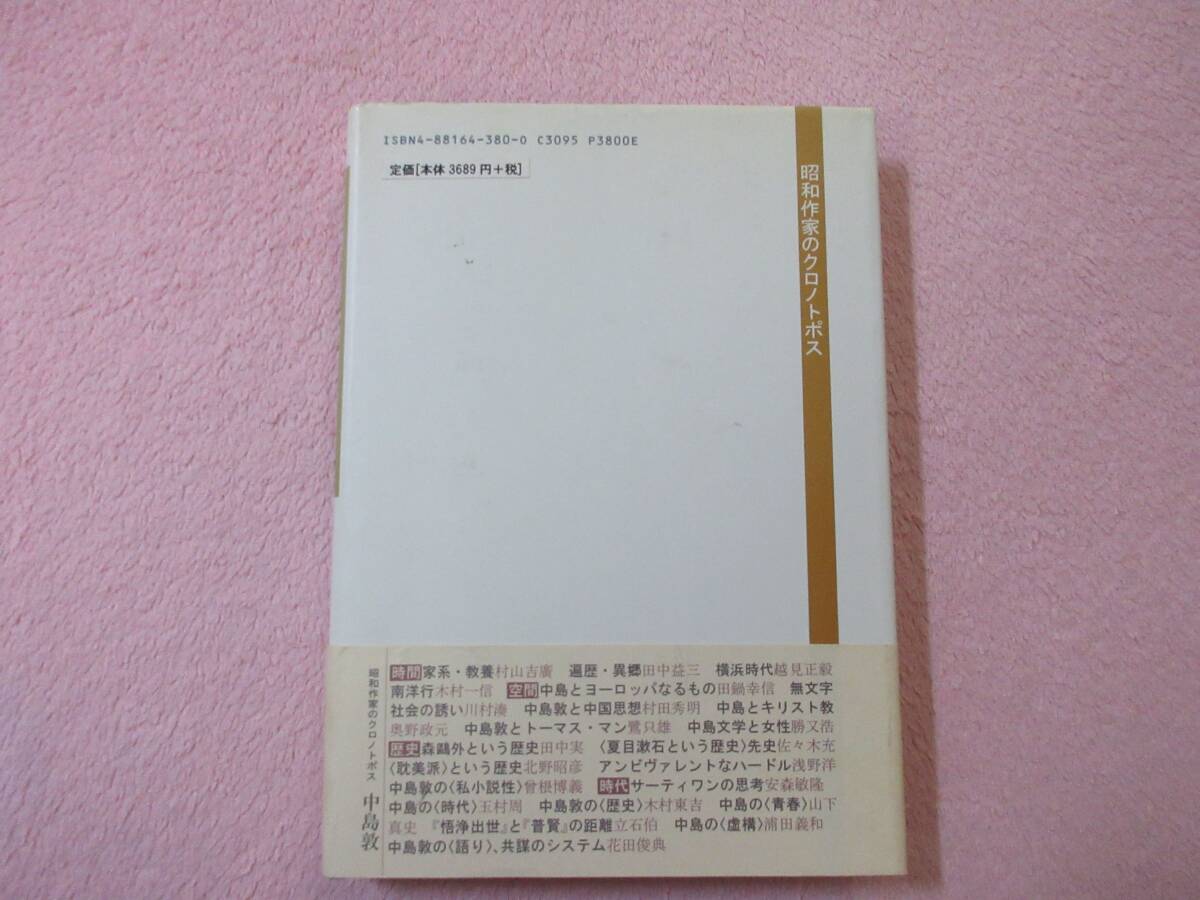 ISBN4-88164-380-0 C3095 P3800E
定価[本体3689円+税]
昭和作家のクロノトポス
時間家系・教養村山吉廣 遍歴・異郷田中益三 横浜時代越見正毅
南洋行木村一信 空間中島とヨーロッパなるもの田鍋幸信 無文字
社会の誘い川村湊 中島敦と中国思想村田秀明 中島とキリスト教
奥野政元 中島敦とトーマス・マン鷺只雄 中島文学と女性勝又浩
歴史森鷗外という歴史田中実 〈夏目漱石という歴史〉先史佐々木充
〈耽美派〉という歴史北野昭彦 アンビヴァレントなハードル浅野洋
中島敦の〈私小説性〉曾根博義 時代サーティワンの思考安森敏隆
中島の〈時代〉玉村周 中島敦の〈歴史〉木村東吉 中島の〈青春〉山下
真史 『悟浄出世』と『普賢』の距離立石伯 中島の〈虚構〉浦田義和
中島敦の〈語り〉、共謀のシステム花田俊典
昭和作家のクロノトポス 中島敦